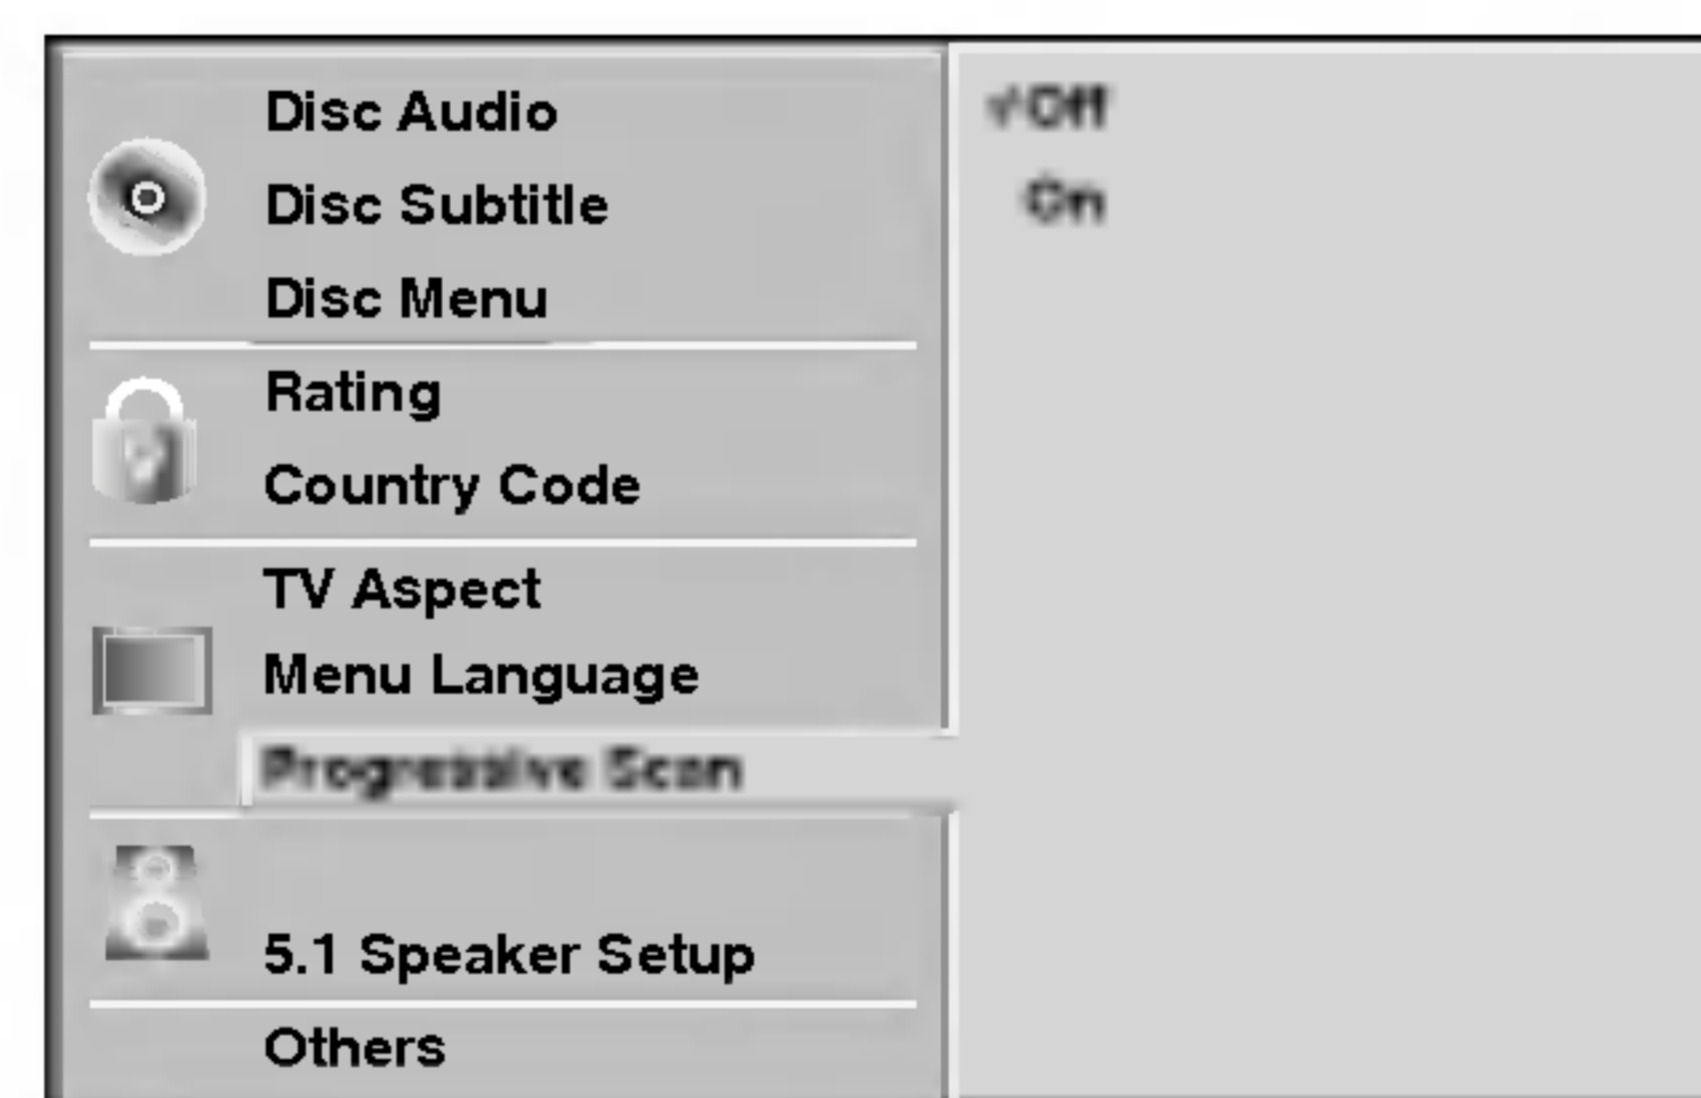 Disc Audio
Disc Subtitle
Disc Menu
Rating
Country Code
TV Aspect
Menu Language
Progressive Scan
5.1 Speaker Setup
Others
✓Off
On